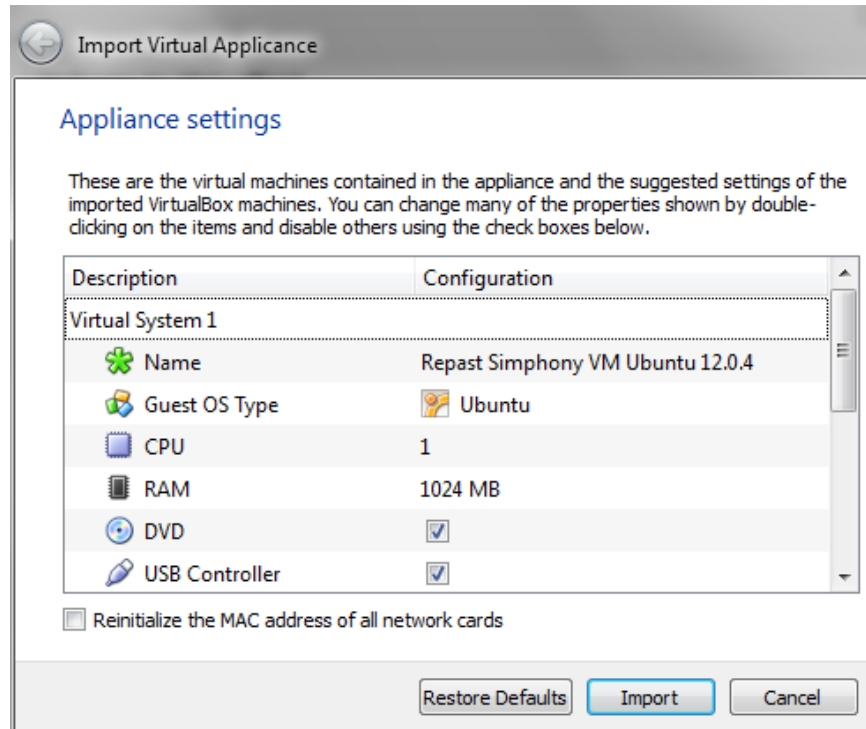 Import Virtual Applicance
Appliance settings
These are the virtual machines contained in the appliance and the suggested settings of the
imported VirtualBox machines. You can change many of the properties shown by double-
clicking on the items and disable others using the check boxes below.
Description Configuration
Virtual System 1
Name Repast Simphony VM Ubuntu 12.0.4
Guest OS Type Ubuntu
CPU 1
RAM 1024 MB
DVD
USB Controller
Reinitialize the MAC address of all network cards
Restore Defaults Import Cancel